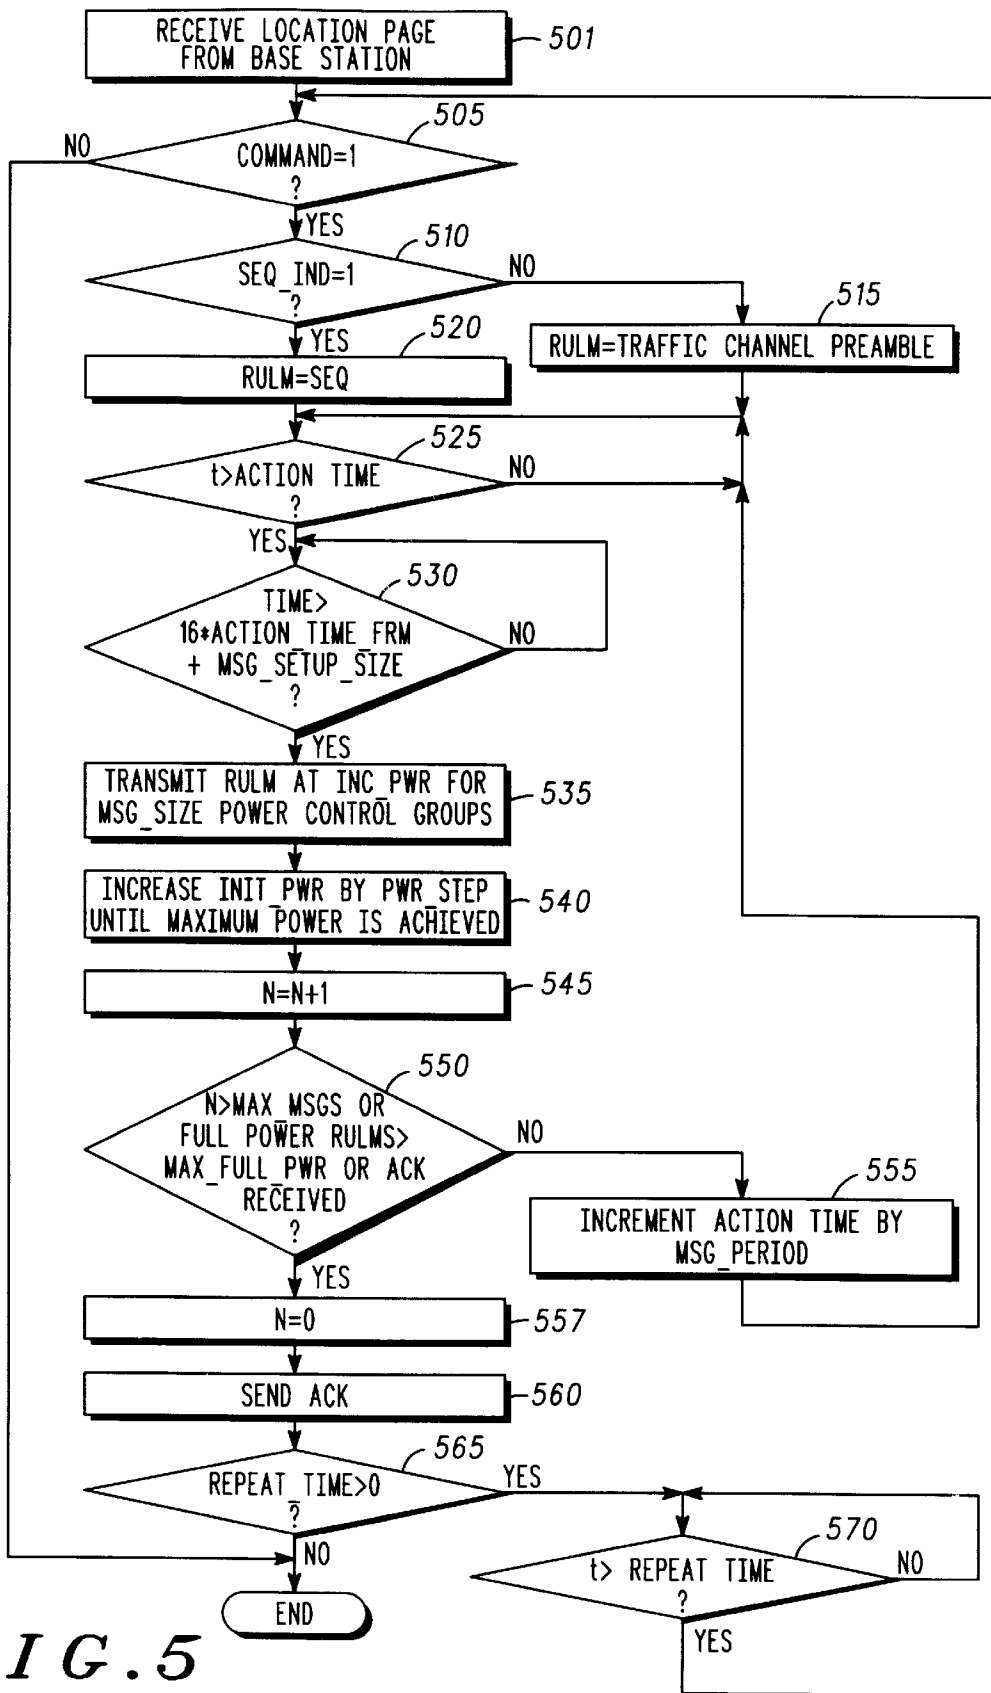 RECEIVE LOCATION PAGE
FROM BASE STATION
501
505
NO
COMMAND=1
?
YES
510
SEQ_IND=1
?
NO
YES
515
RULM=TRAFFIC CHANNEL PREAMBLE
520
RULM=SEQ
525
t>ACTION TIME
?
NO
YES
530
TIME>
16*ACTION_TIME_FRM
+ MSG_SETUP_SIZE
?
NO
YES
TRANSMIT RULM AT INC_PWR FOR
MSG_SIZE POWER CONTROL GROUPS
535
INCREASE INIT_PWR BY PWR_STEP
UNTIL MAXIMUM POWER IS ACHIEVED
540
N=N+1
545
550
N>MAX_MSGS OR
FULL POWER RULMS>
MAX_FULL_PWR OR ACK
RECEIVED
?
NO
YES
555
INCREMENT ACTION TIME BY
MSG_PERIOD
N=0
557
SEND ACK
560
565
REPEAT_TIME>0
?
YES
NO
570
t> REPEAT TIME
?
NO
YES
END
IG.5